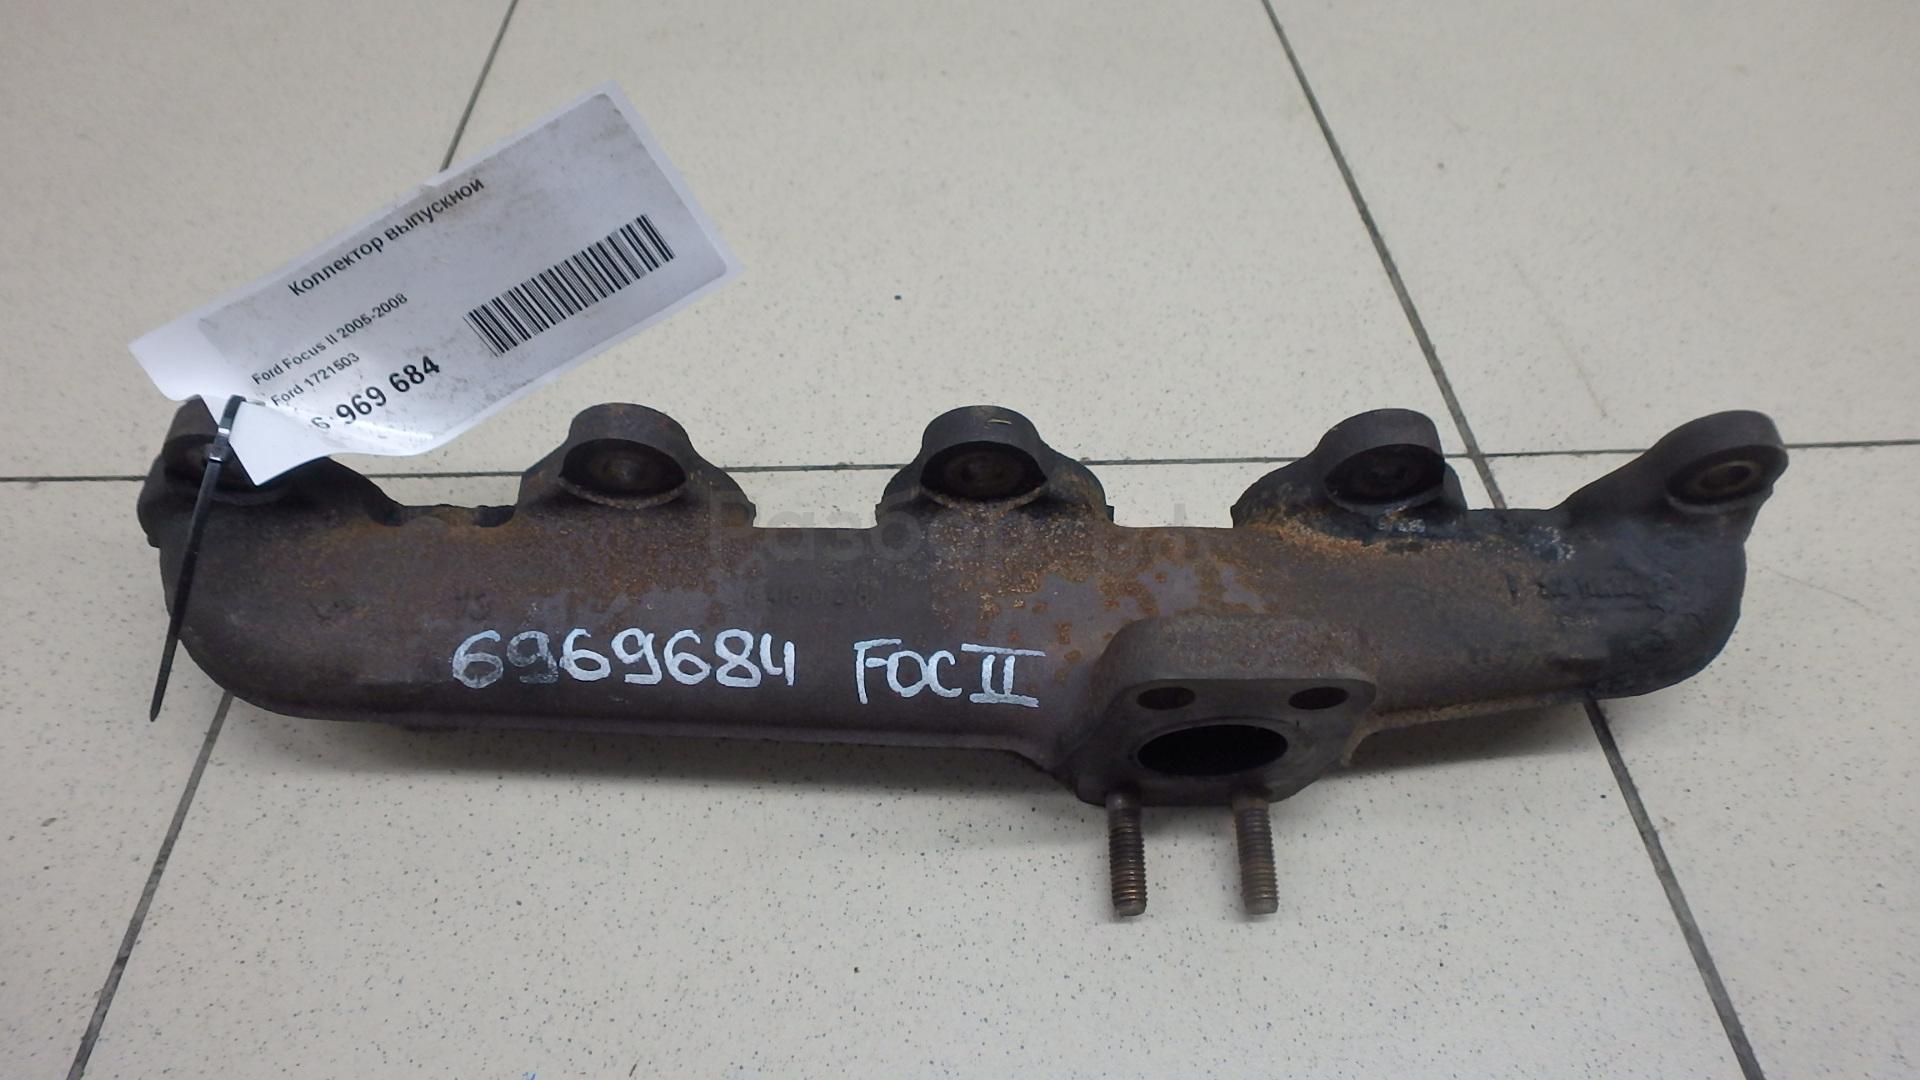 Коллектор выпускной
Ford Focus II 2005-2008
Ford 1721503
6 969 684
6969684 FOC II